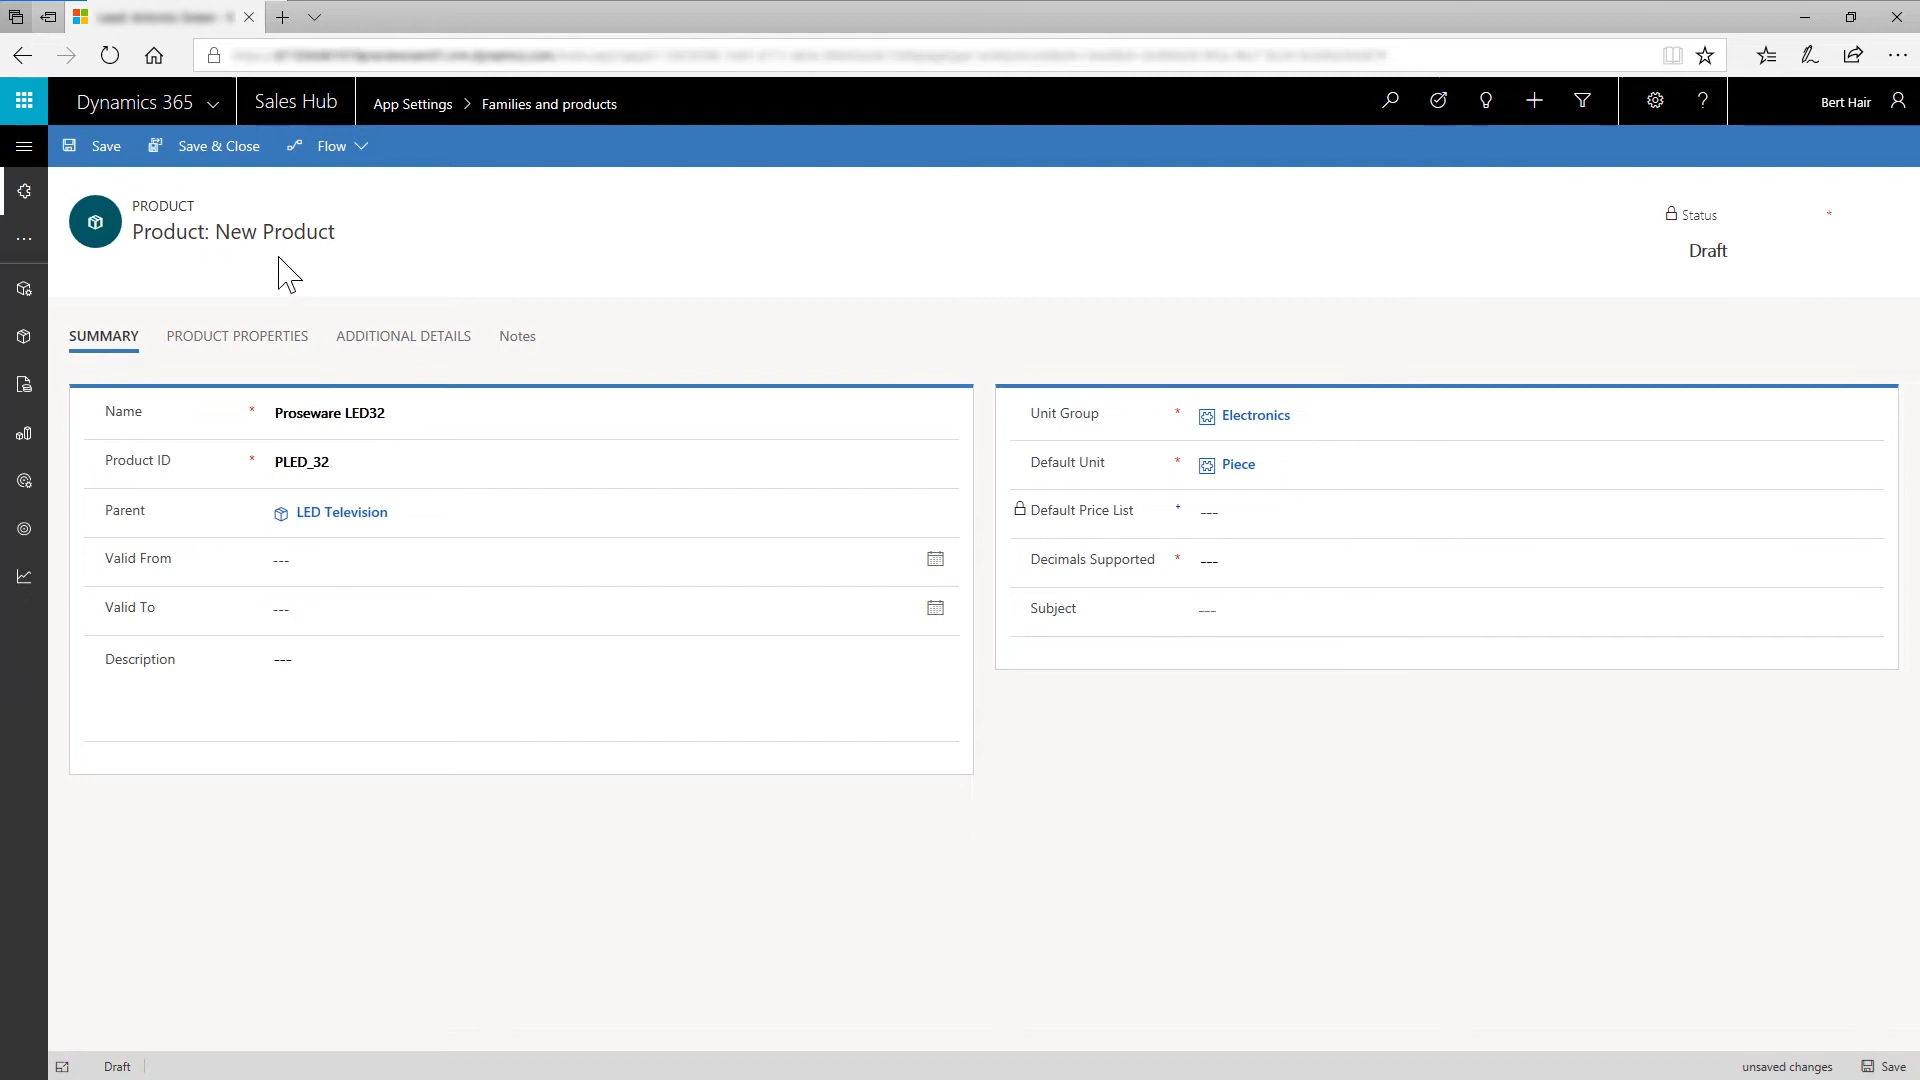 Dynamics 365
Sales Hub
App Settings > Families and products
Bert Hair
Save
Save & Close
Flow
PRODUCT
Product: New Product
Status *
Draft
SUMMARY
PRODUCT PROPERTIES
ADDITIONAL DETAILS
Notes
Name * Proseware LED32
Product ID * PLED_32
Parent LED Television
Valid From ---
Valid To ---
Description ---
Unit Group * Electronics
Default Unit * Piece
Default Price List + ---
Decimals Supported * ---
Subject ---
Draft
unsaved changes
Save